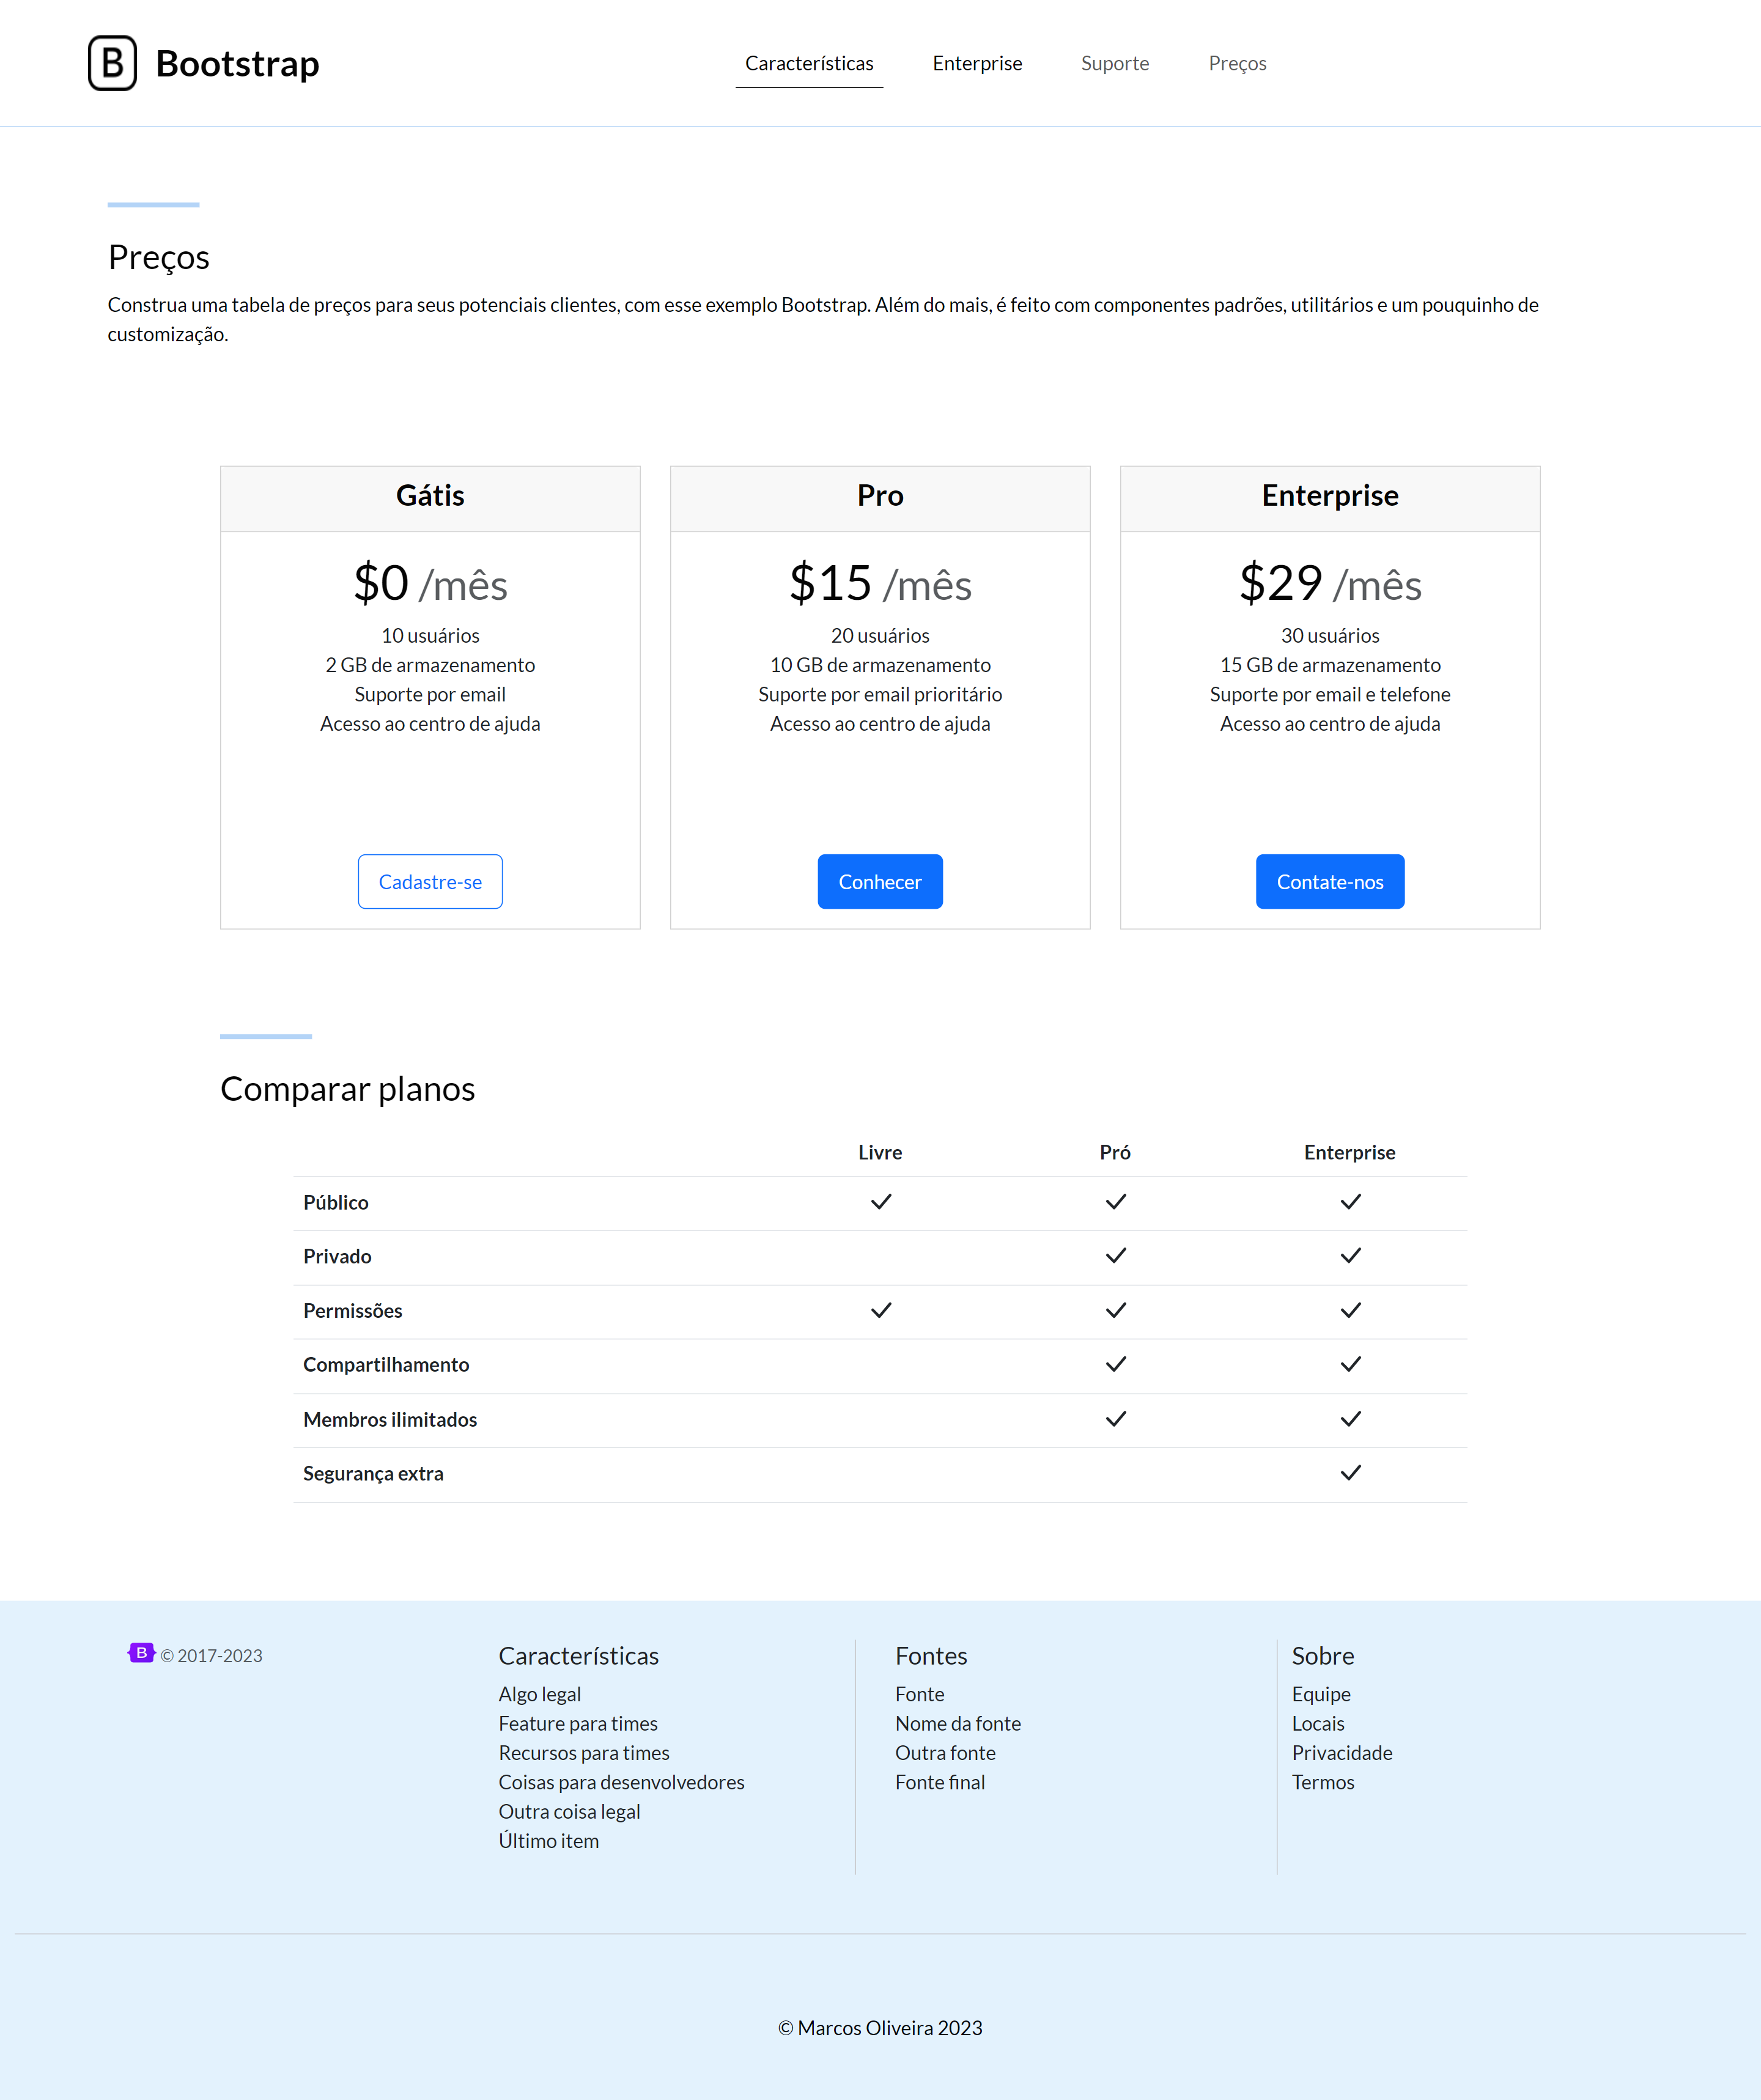 B Bootstrap
Características Enterprise Suporte Preços
Preços
Construa uma tabela de preços para seus potenciais clientes, com esse exemplo Bootstrap. Além do mais, é feito com componentes padrões, utilitários e um pouquinho de
customização.
Gátis
$0 /mês
10 usuários
2 GB de armazenamento
Suporte por email
Acesso ao centro de ajuda
Cadastre-se
Pro
$15 /mês
20 usuários
10 GB de armazenamento
Suporte por email prioritário
Acesso ao centro de ajuda
Conhecer
Enterprise
$29 /mês
30 usuários
15 GB de armazenamento
Suporte por email e telefone
Acesso ao centro de ajuda
Contate-nos
Comparar planos
Livre Pró Enterprise
Público
Privado
Permissões
Compartilhamento
Membros ilimitados
Segurança extra
B © 2017-2023
Características
Algo legal
Feature para times
Recursos para times
Coisas para desenvolvedores
Outra coisa legal
Último item
Fontes
Fonte
Nome da fonte
Outra fonte
Fonte final
Sobre
Equipe
Locais
Privacidade
Termos
© Marcos Oliveira 2023